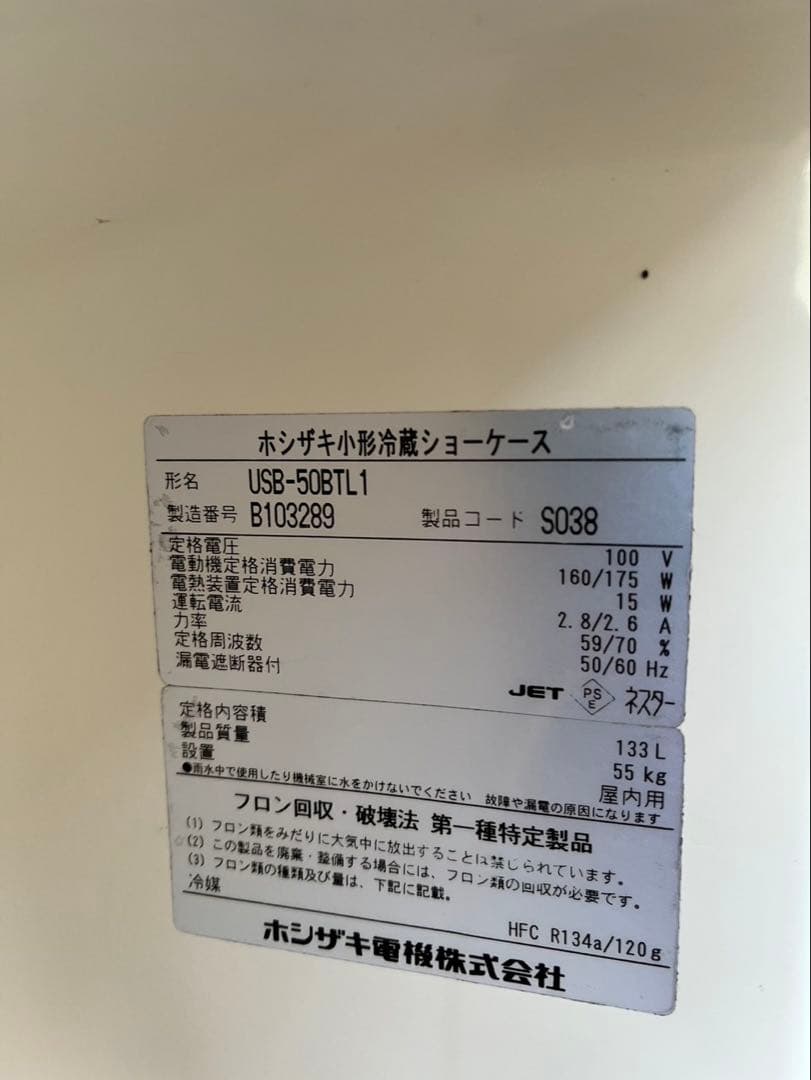 ホシザキ小形冷蔵ショーケース
形名 USB-50BTL1
製造番号 B103289 製品コード S038
定格電圧 100 V
電動機定格消費電力 160/175 W
電熱装置定格消費電力 15 W
運転電流 2.8/2.6 A
力率 59/70 %
定格周波数 50/60 Hz
漏電遮断器付
JET PSE ネスター
定格内容積 133 L
製品質量 55 kg
設置 屋内用
●雨水中で使用したり機械室に水をかけないでください 故障や漏電の原因になります
フロン回収・破壊法 第一種特定製品
(1) フロン類をみだりに大気中に放出することは禁じられています。
(2) この製品を廃棄・整備する場合には、フロン類の回収が必要です。
(3) フロン類の種類及び量は、下記に記載。
冷媒 HFC R134a/120g
ホシザキ電機株式会社